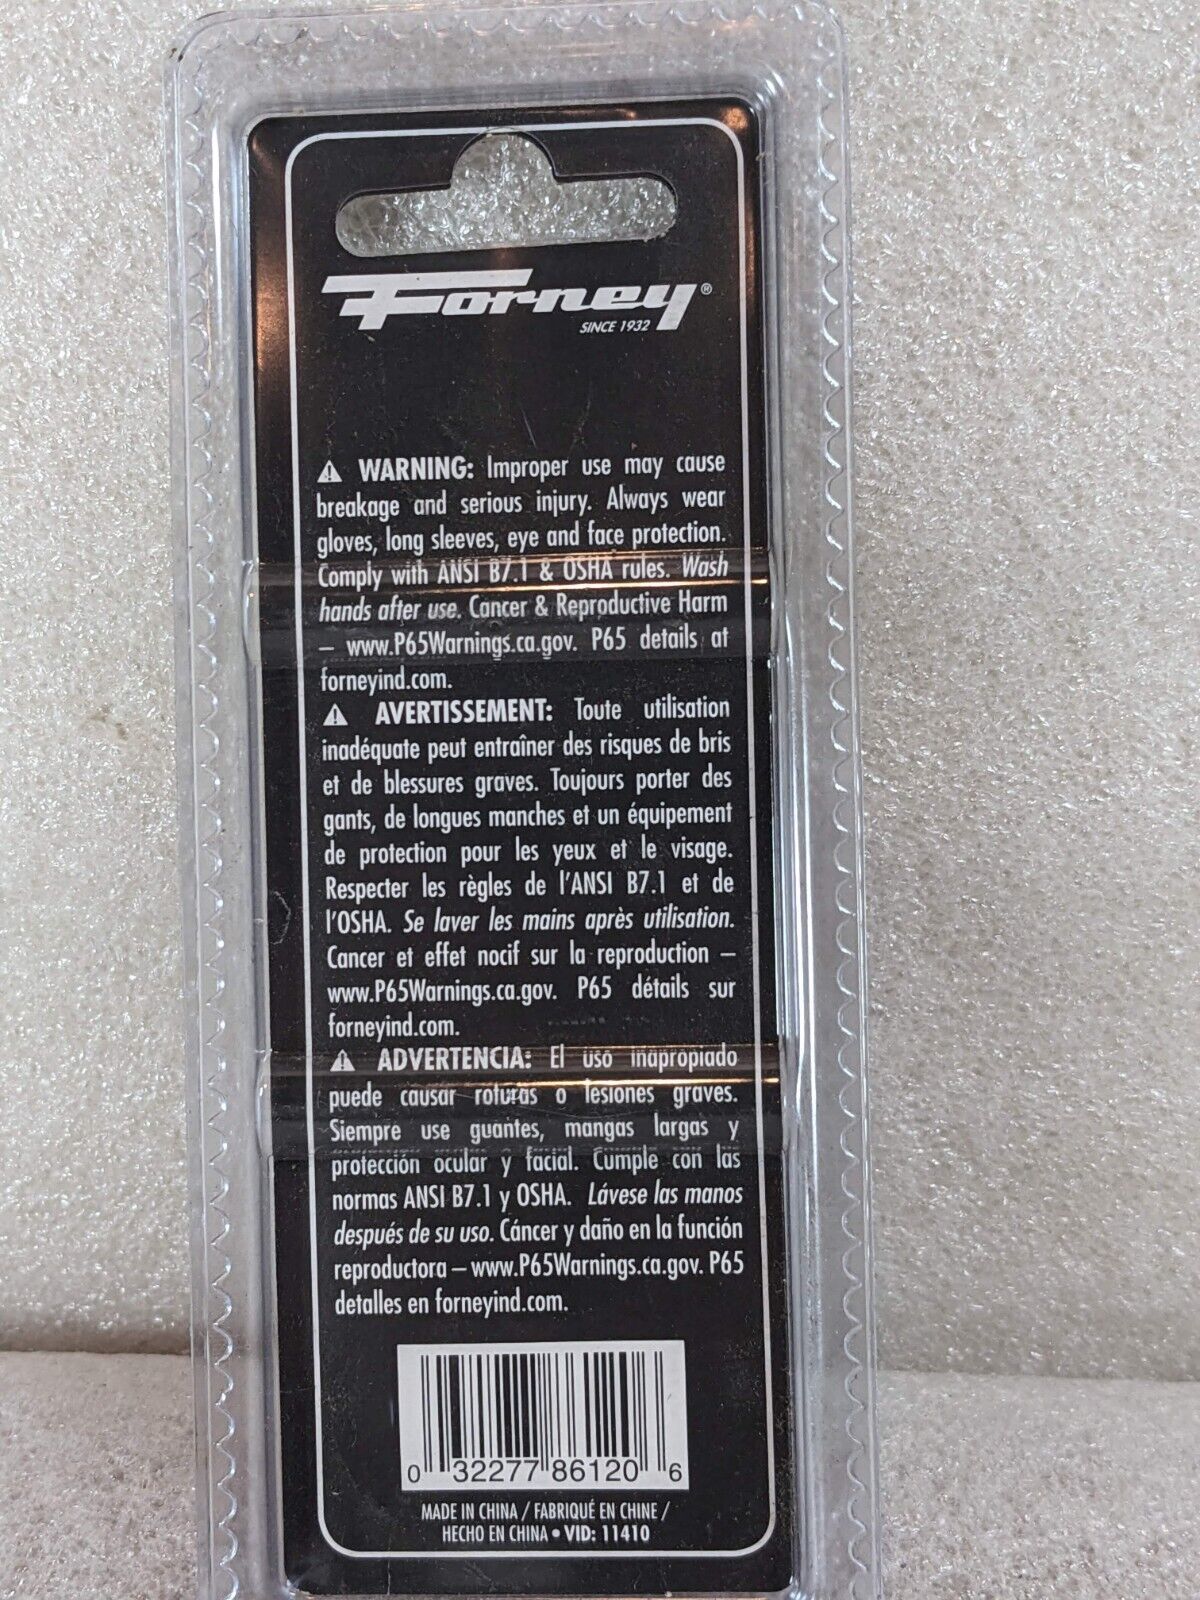 Forney®
SINCE 1932
⚠ WARNING: Improper use may cause
breakage and serious injury. Always wear
gloves, long sleeves, eye and face protection.
Comply with ANSI B7.1 & OSHA rules. Wash
hands after use. Cancer & Reproductive Harm
– www.P65Warnings.ca.gov. P65 details at
forneyind.com.
⚠ AVERTISSEMENT: Toute utilisation
inadéquate peut entraîner des risques de bris
et de blessures graves. Toujours porter des
gants, de longues manches et un équipement
de protection pour les yeux et le visage.
Respecter les règles de l'ANSI B7.1 et de
l'OSHA. Se laver les mains après utilisation.
Cancer et effet nocif sur la reproduction –
www.P65Warnings.ca.gov. P65 détails sur
forneyind.com.
⚠ ADVERTENCIA: El uso inapropiado
puede causar roturas o lesiones graves.
Siempre use guantes, mangas largas y
protección ocular y facial. Cumple con las
normas ANSI B7.1 y OSHA. Lávese las manos
después de su uso. Cáncer y daño en la función
reproductora – www.P65Warnings.ca.gov. P65
detalles en forneyind.com.
0 32277 86120 6
MADE IN CHINA / FABRIQUÉ EN CHINE /
HECHO EN CHINA • VID: 11410